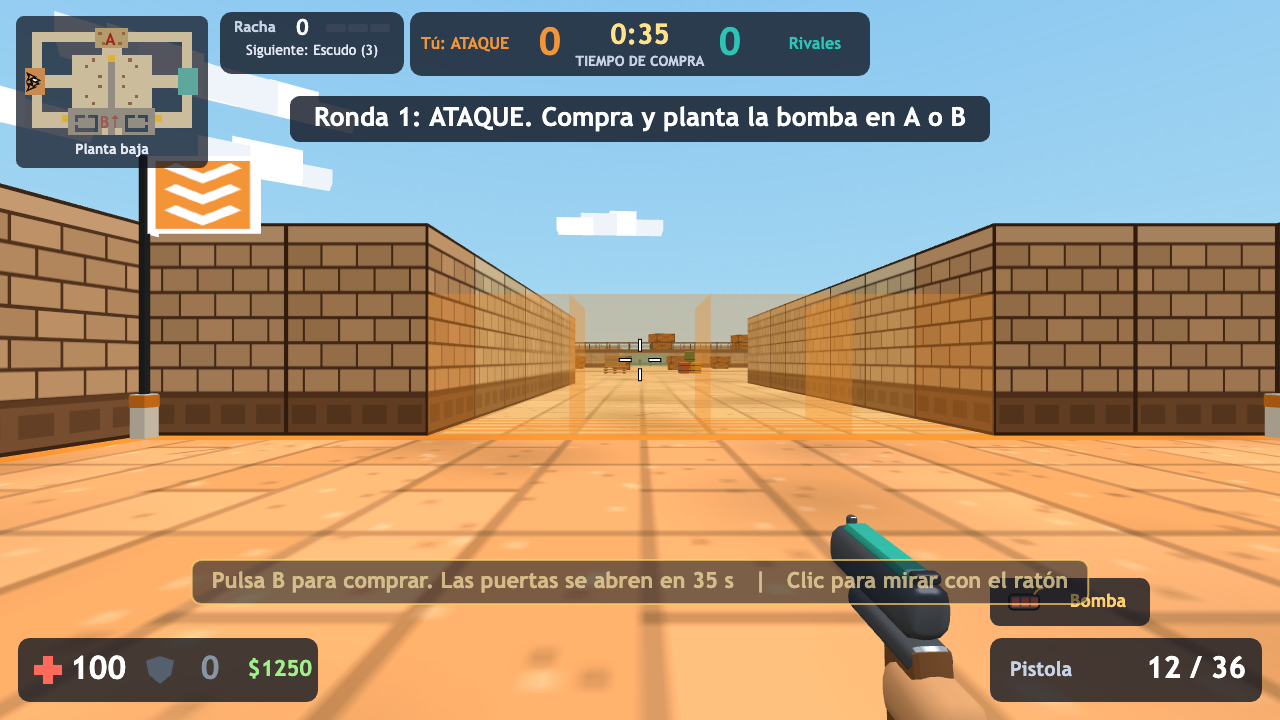 A
B↑
Planta baja
Racha 0
Siguiente: Escudo (3)
Tú: ATAQUE 0 0:35 0 Rivales
TIEMPO DE COMPRA
Ronda 1: ATAQUE. Compra y planta la bomba en A o B
Pulsa B para comprar. Las puertas se abren en 35 s | Clic para mirar con el ratón
Bomba
100 0 $1250
Pistola 12 / 36